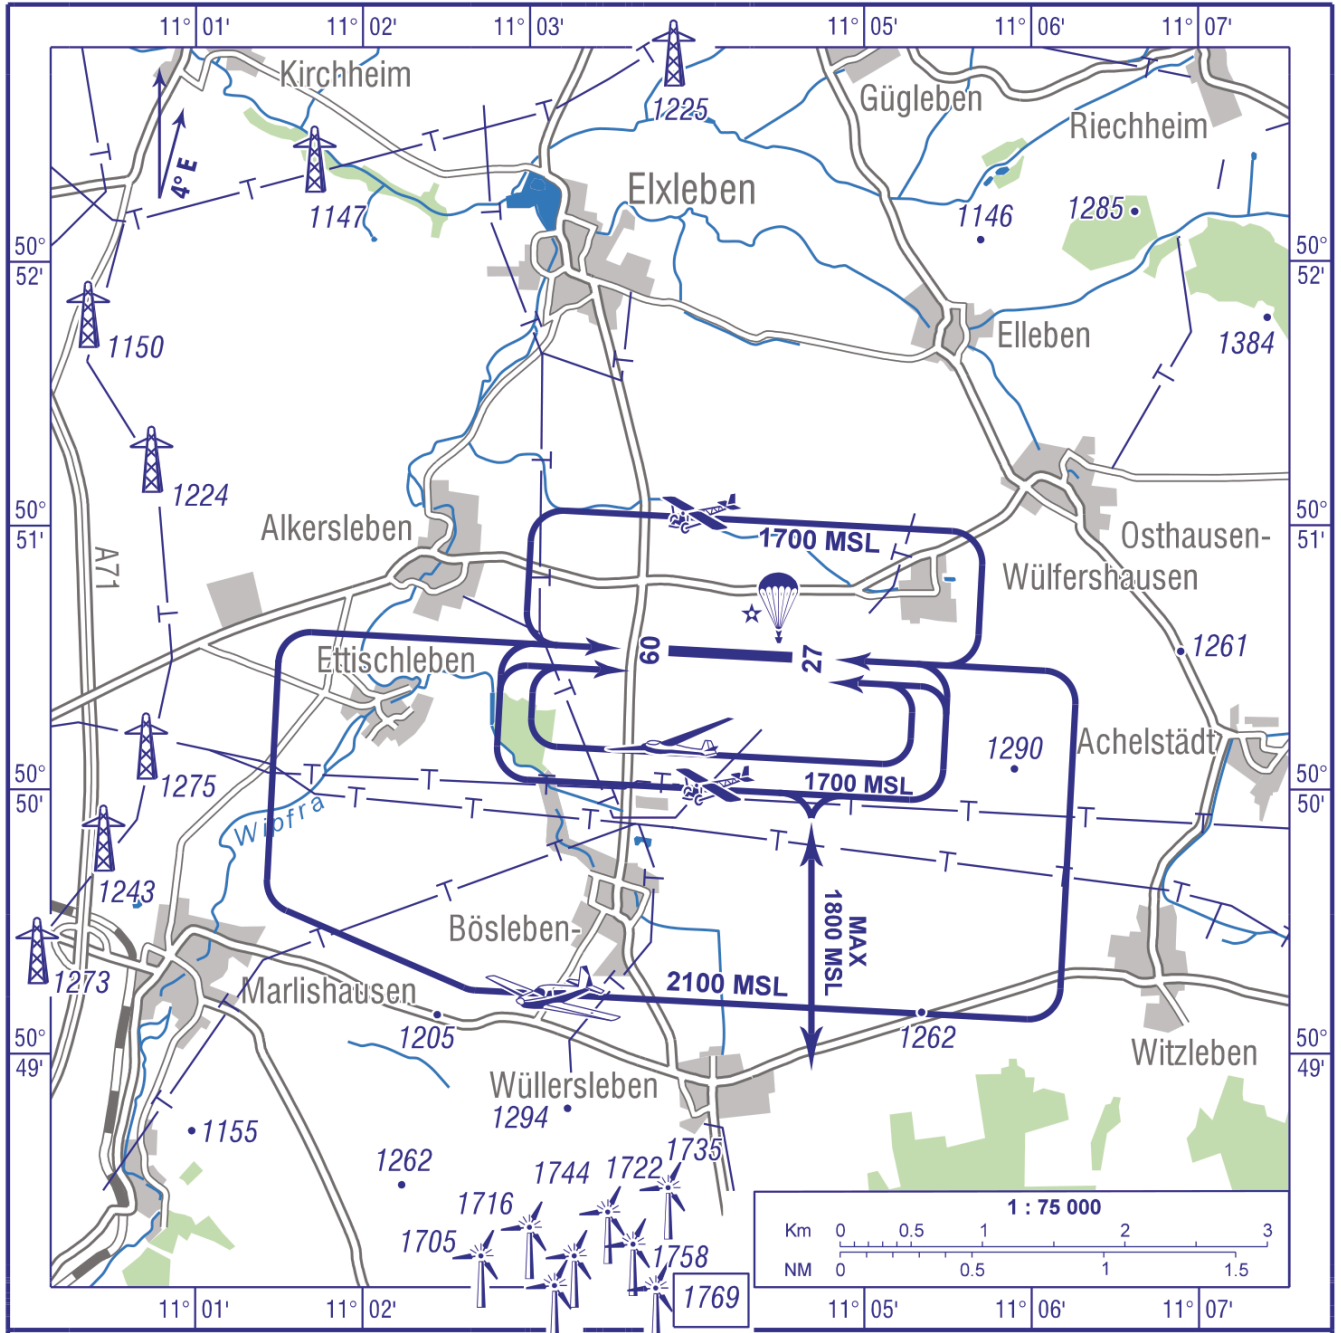 11° 01'
11° 02'
11° 03'
11° 05'
11° 06'
11° 07'
Kirchheim
1225
Gügleben
Riechheim
4° E
1147
Elxleben
1146
1285
50°
52'
50°
52'
1150
Elleben
1384
1224
50°
51'
50°
51'
Alkersleben
1700 MSL
Osthausen-
Wülfershausen
A71
09
27
1261
Ettischleben
1275
1290
Achelstädt
50°
50'
50°
50'
1700 MSL
Wipfra
1243
Bösleben-
MAX
1800 MSL
1273
Marlishausen
2100 MSL
1205
1262
50°
49'
50°
49'
Witzleben
Wüllersleben
1294
1155
1262
1735
1722
1744
1716
1705
1758
1769
1 : 75 000
Km 0 0.5 1 2 3
NM 0 0.5 1 1.5
11° 01'
11° 02'
11° 05'
11° 06'
11° 07'